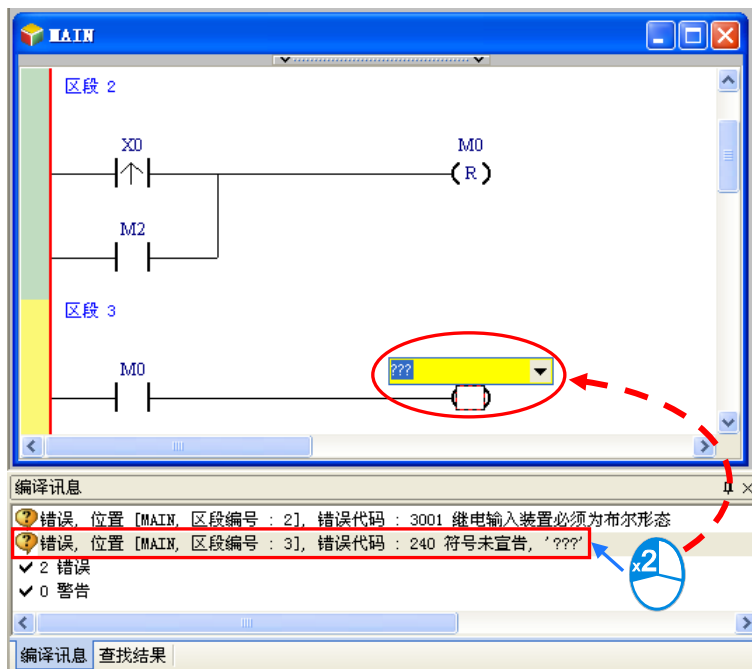 MAIN
区段 2
X0
M0
R
M2
区段 3
M0
???
编译讯息
错误, 位置 [MAIN, 区段编号 : 2], 错误代码 : 3001 继电输入装置必须为布尔形态
错误, 位置 [MAIN, 区段编号 : 3], 错误代码 : 240 符号未宣告, '???'
2 错误
0 警告
x2
编译讯息 查找结果